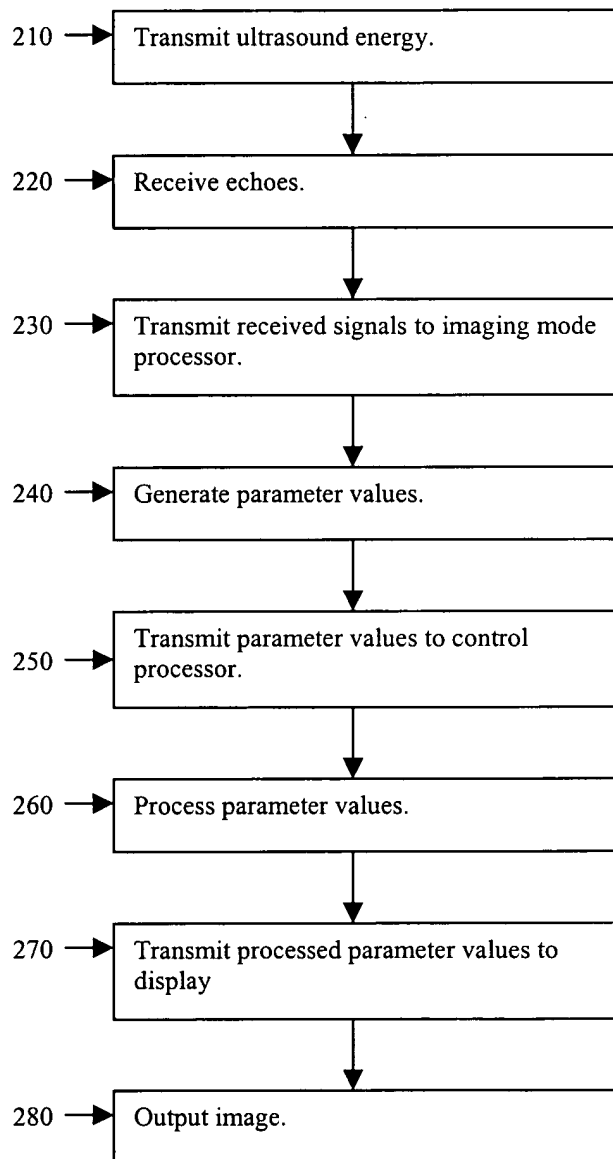 210
Transmit ultrasound energy.
220
Receive echoes.
230
Transmit received signals to imaging mode
processor.
240
Generate parameter values.
250
Transmit parameter values to control
processor.
260
Process parameter values.
270
Transmit processed parameter values to
display
280
Output image.